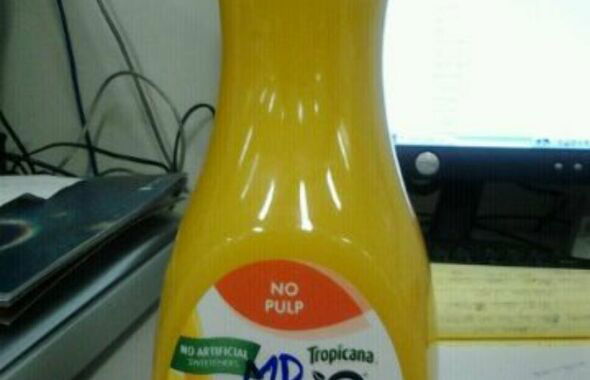 NO
PULP
NO ARTIFICIAL
SWEETENERS
Tropicana